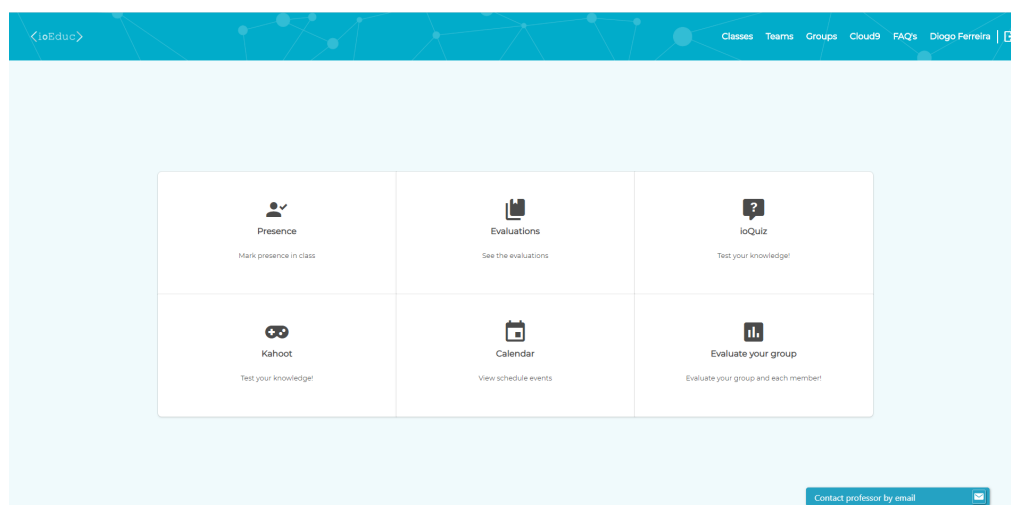 <ioEduc>
Classes Teams Groups Cloud9 FAQ's Diogo Ferreira |
Presence
Mark presence in class
Evaluations
See the evaluations
ioQuiz
Test your knowledge!
Kahoot
Test your knowledge!
Calendar
View schedule events
Evaluate your group
Evaluate your group and each member!
Contact professor by email